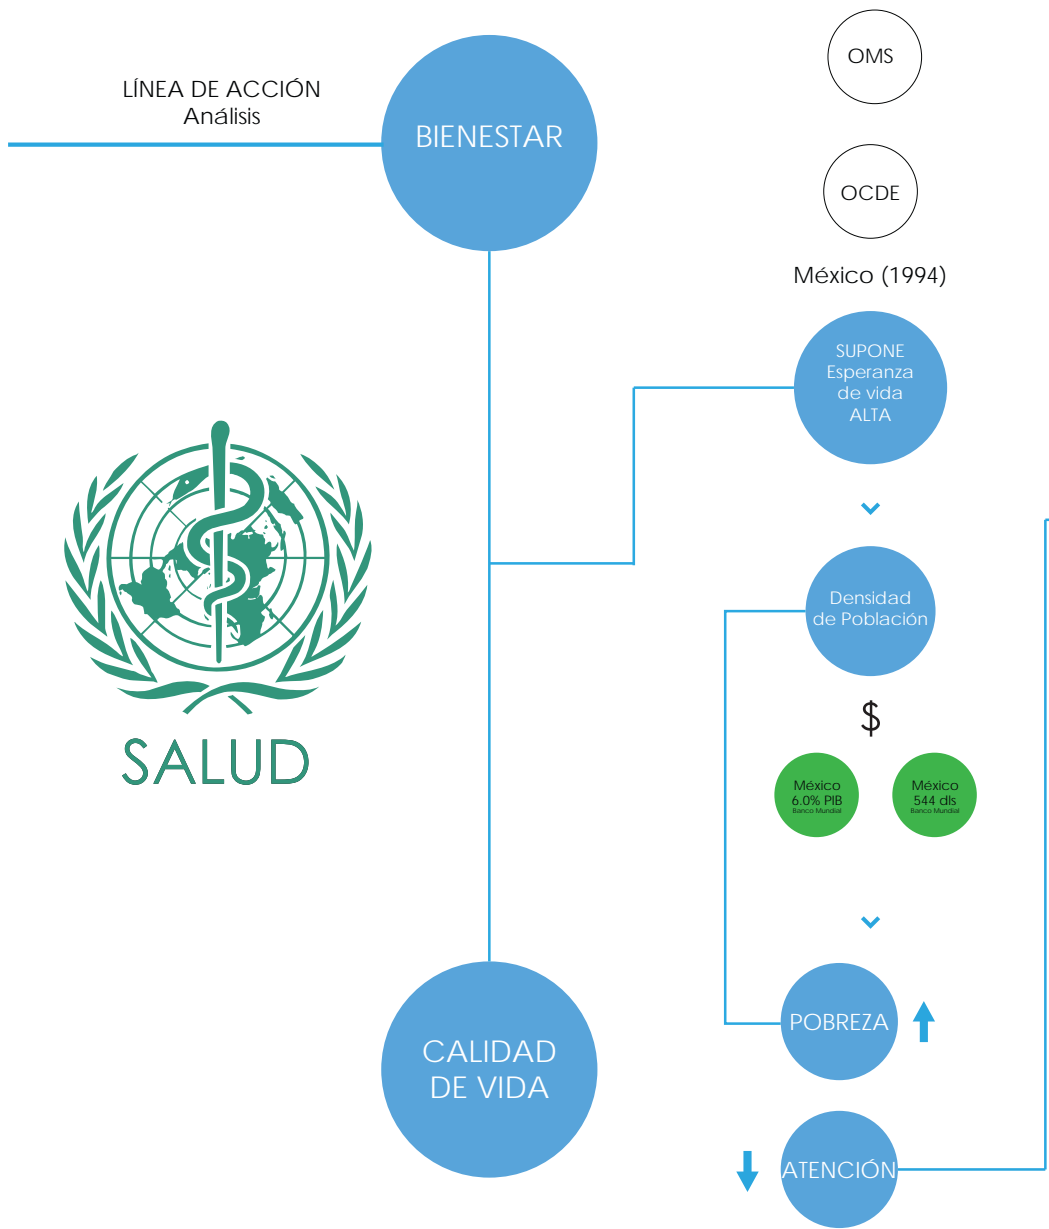 LÍNEA DE ACCIÓN
Análisis
BIENESTAR
SALUD
CALIDAD
DE VIDA
OMS
OCDE
México (1994)
SUPONE
Esperanza
de vida
ALTA
Densidad
de Población
$
México
6.0% PIB
Banco Mundial
México
544 dls
Banco Mundial
POBREZA
ATENCIÓN